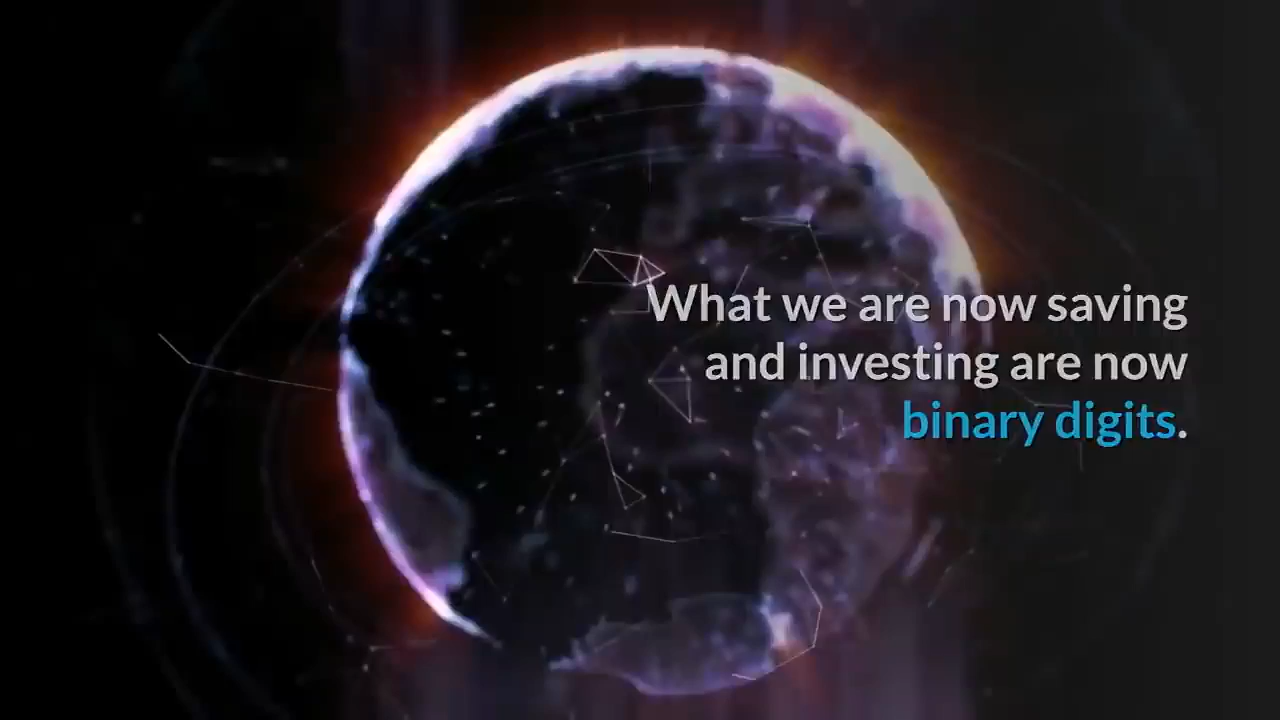 What we are now saving
and investing are now
binary digits.